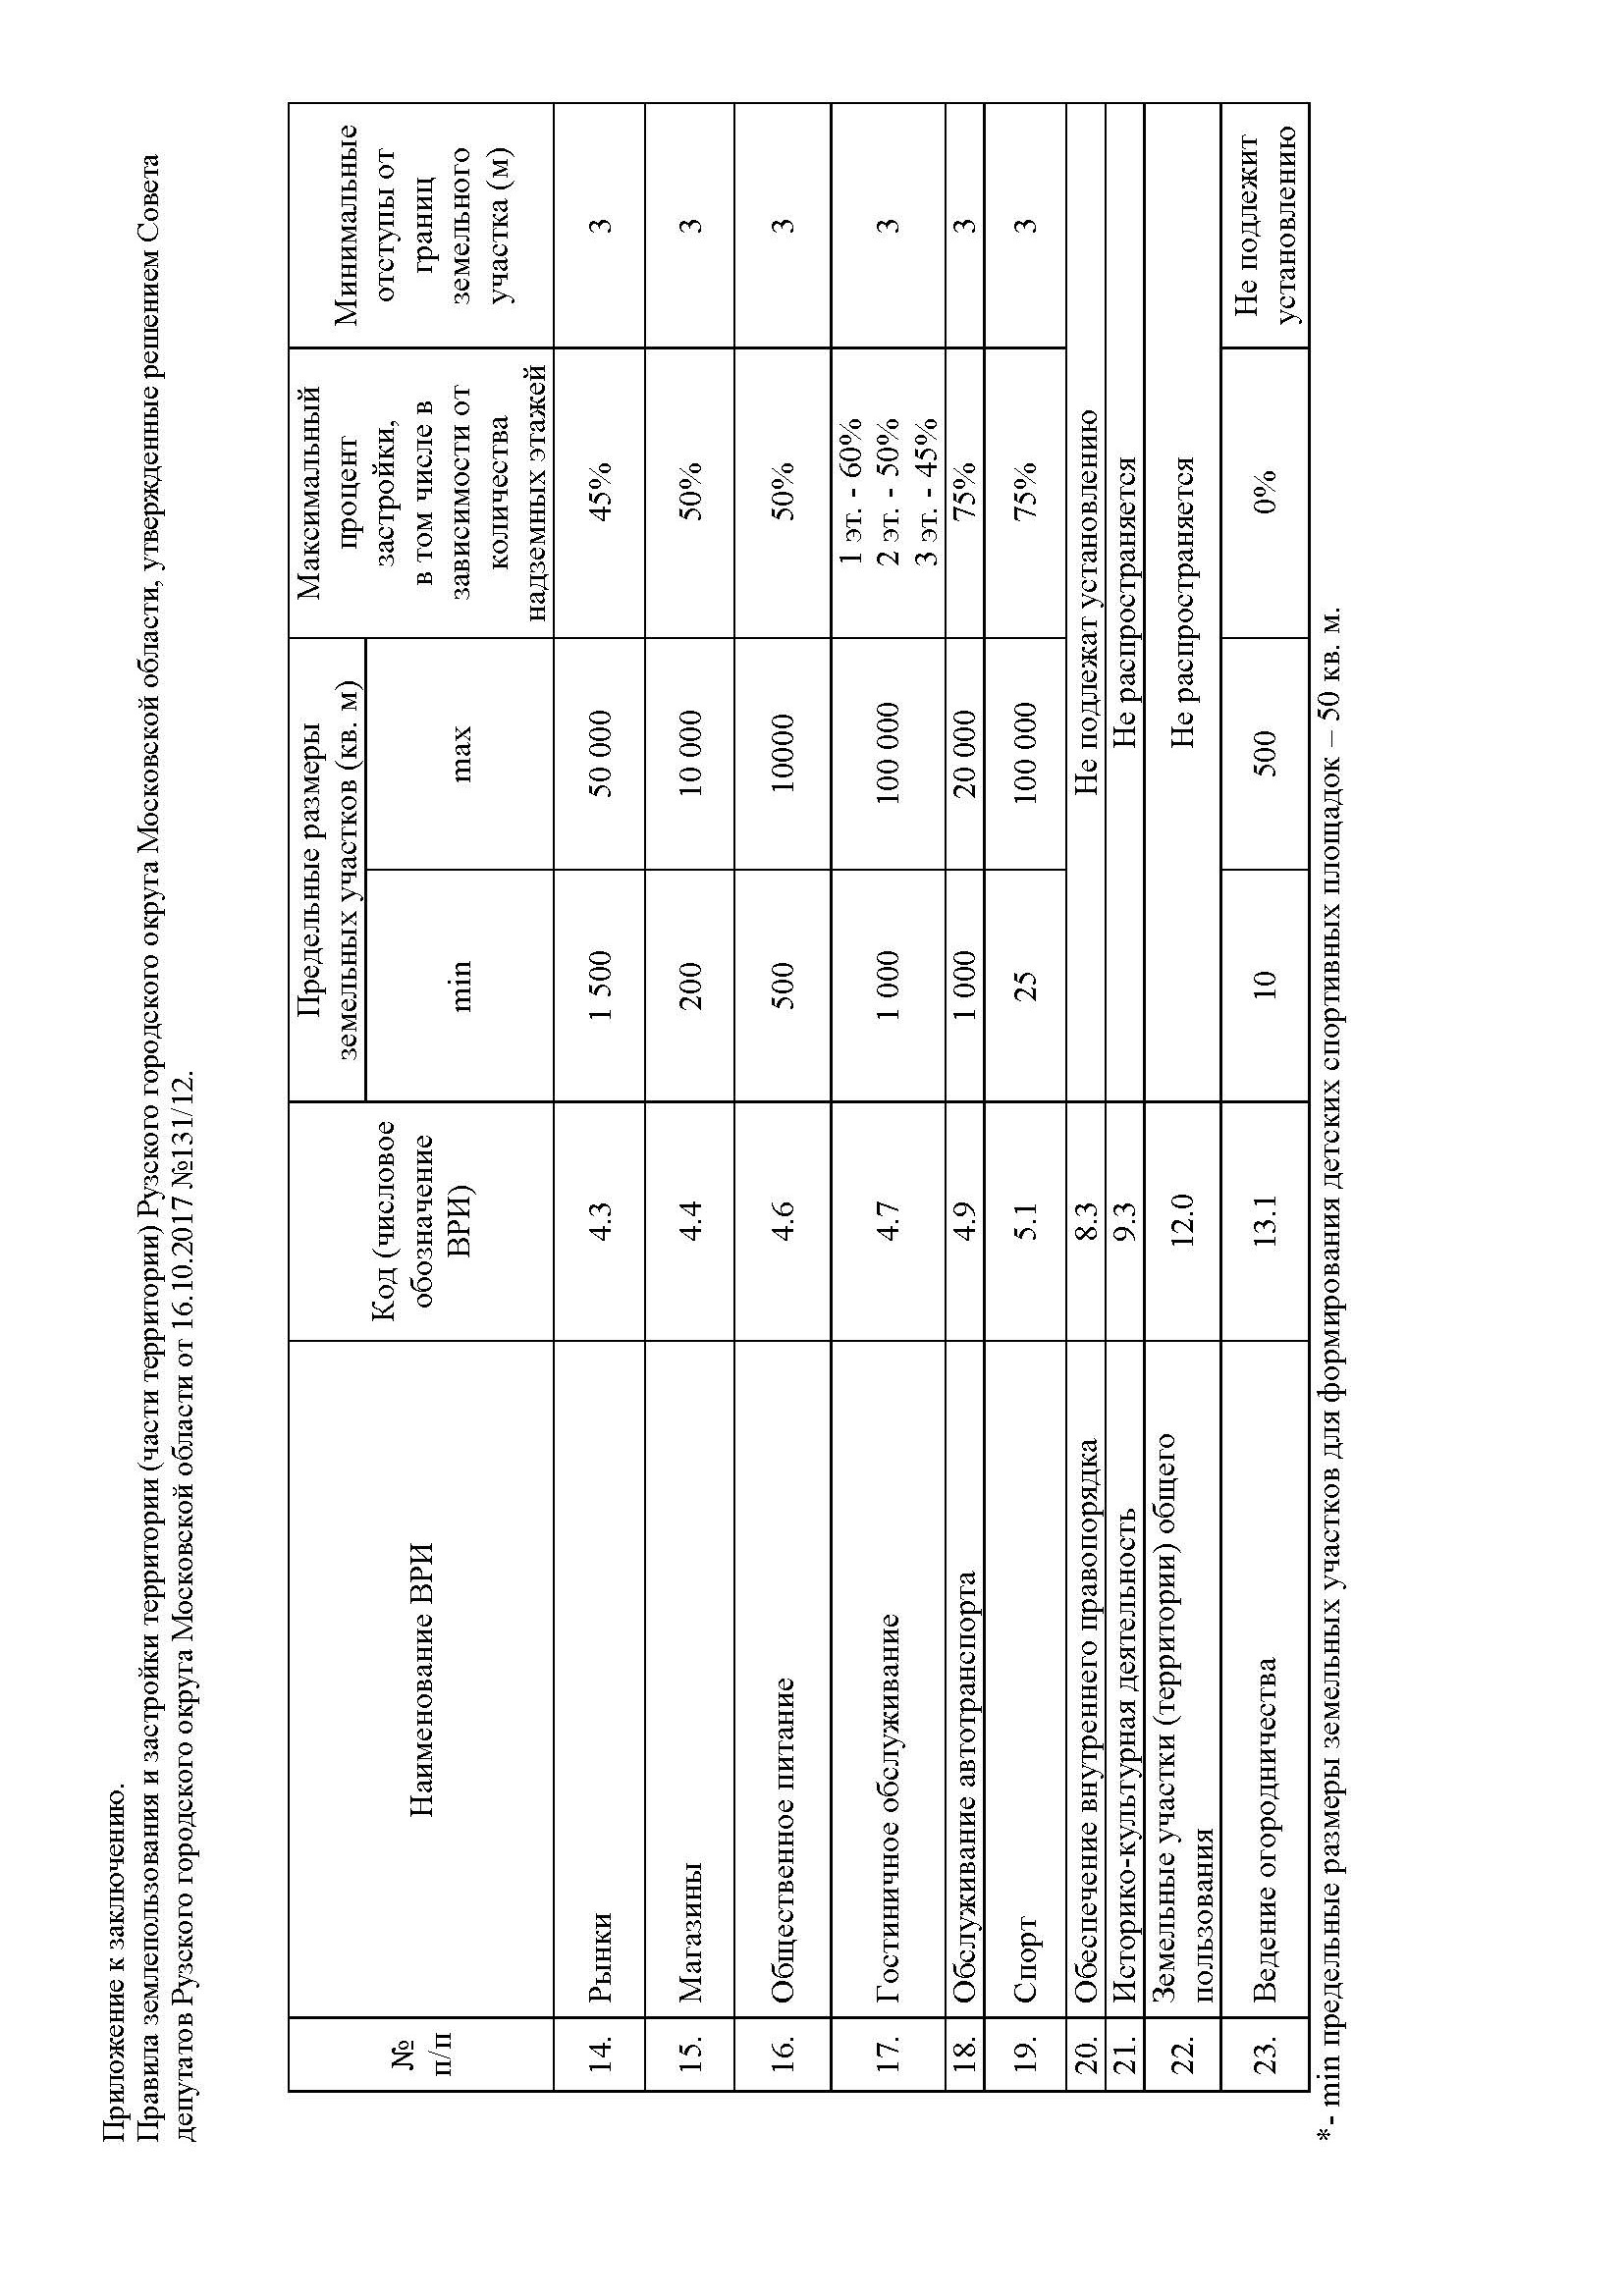 Приложение к заключению.
Правила землепользования и застройки территории (части территории) Рузского городского округа Московской области, утвержденные решением Совета
депутатов Рузского городского округа Московской области от 16.10.2017 №131/12.
№
п/п
Наименование ВРИ
Код (числовое
обозначение
ВРИ)
Предельные размеры
земельных участков (кв. м)
min
max
Максимальный
процент
застройки,
в том числе в
зависимости от
количества
надземных этажей
Минимальные
отступы от
границ
земельного
участка (м)
14. Рынки 4.3 1 500 50 000 45% 3
15. Магазины 4.4 200 10 000 50% 3
16. Общественное питание 4.6 500 10000 50% 3
17. Гостиничное обслуживание 4.7 1 000 100 000
1 эт. - 60%
2 эт. - 50%
3 эт. - 45%
3
18. Обслуживание автотранспорта 4.9 1 000 20 000 75% 3
19. Спорт 5.1 25 100 000 75% 3
20. Обеспечение внутреннего правопорядка 8.3 Не подлежат установлению
21. Историко-культурная деятельность 9.3 Не распространяется
22. Земельные участки (территории) общего
пользования
12.0 Не распространяется
23. Ведение огородничества 13.1 10 500 0%
Не подлежит
установлению
*- min предельные размеры земельных участков для формирования детских спортивных площадок – 50 кв. м.